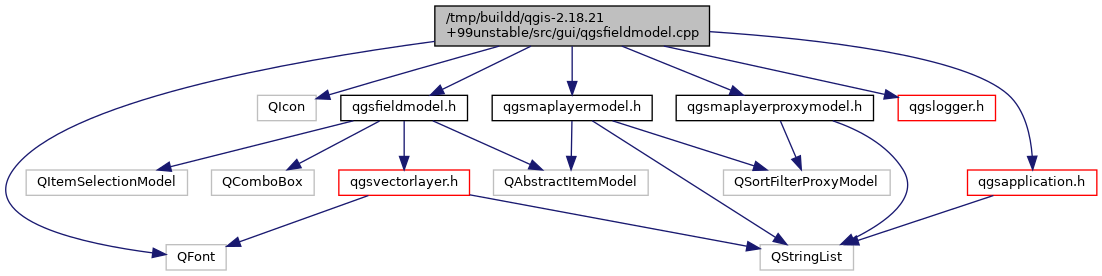 /tmp/buildd/qgis-2.18.21
+99unstable/src/gui/qgsfieldmodel.cpp
QIcon
qgsfieldmodel.h
qgsmaplayermodel.h
qgsmaplayerproxymodel.h
qgslogger.h
QItemSelectionModel
QComboBox
qgsvectorlayer.h
QAbstractItemModel
QSortFilterProxyModel
qgsapplication.h
QFont
QStringList